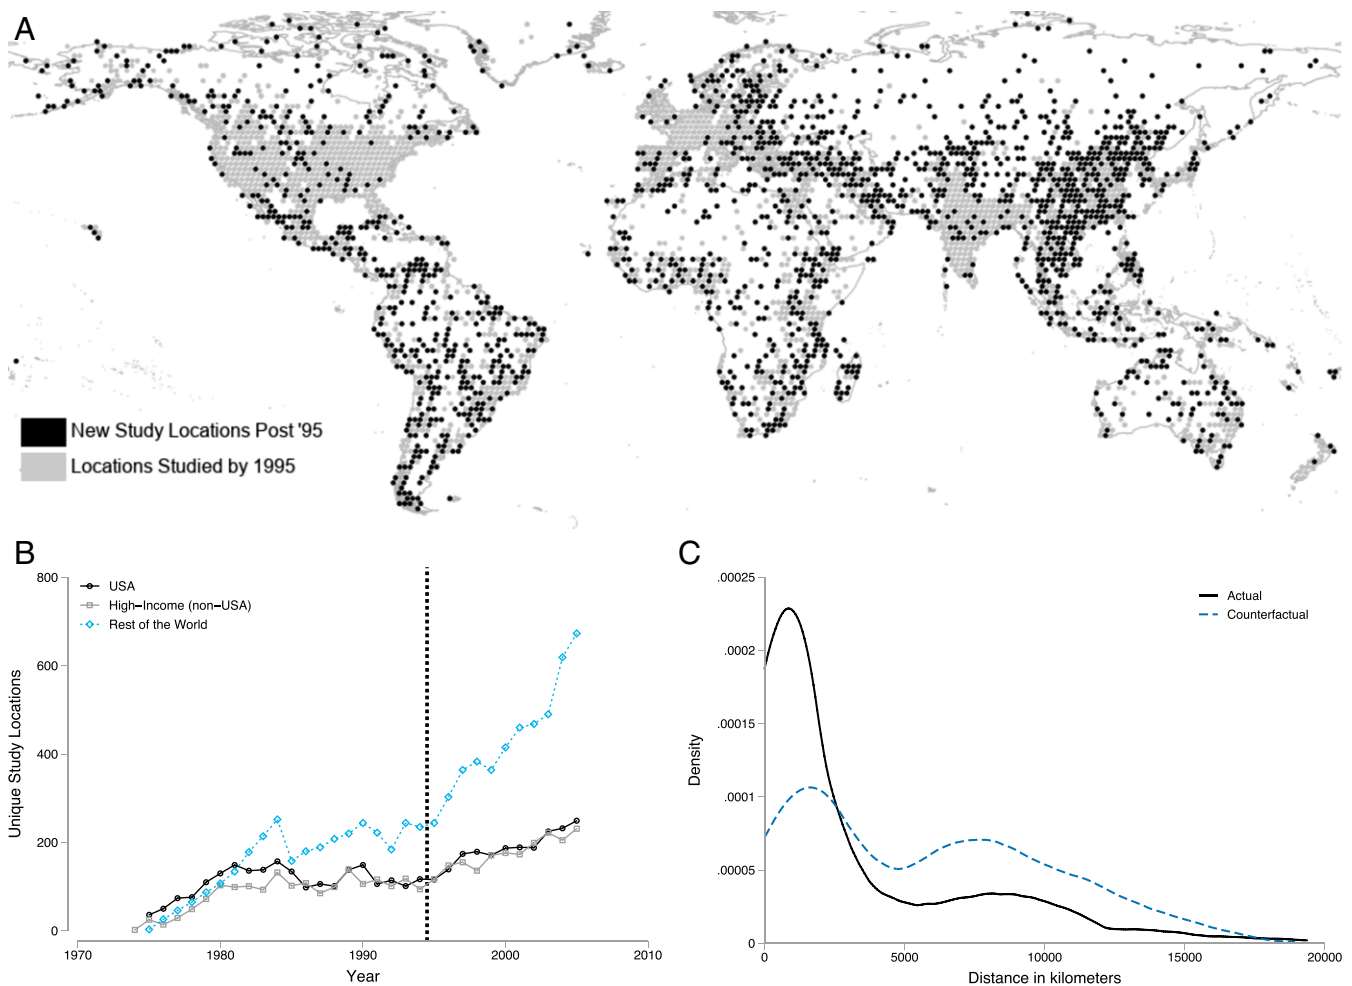 A
New Study Locations Post '95
Locations Studied by 1995
B
USA
High-Income (non-USA)
Rest of the World
800
600
400
200
0
Unique Study Locations
1970
1980
1990
2000
2010
Year
C
Actual
Counterfactual
.00025
.0002
.00015
.0001
.00005
0
Density
0
5000
10000
15000
20000
Distance in kilometers